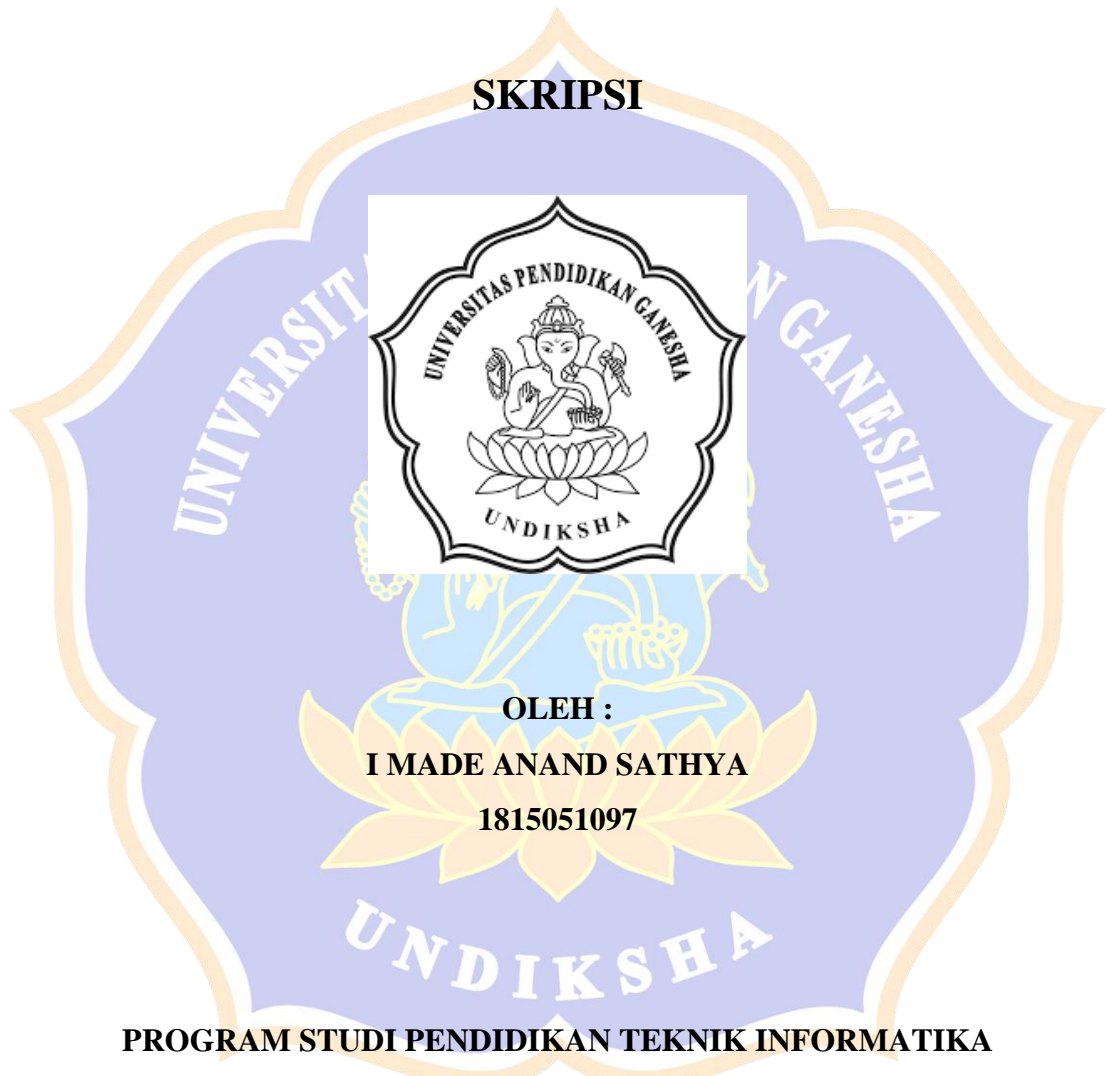 SKRIPSI
UNIVERSITAS PENDIDIKAN GANESHA
UNDIKSHA
OLEH :
I MADE ANAND SATHYA
1815051097
UNDIKSHA
PROGRAM STUDI PENDIDIKAN TEKNIK INFORMATIKA